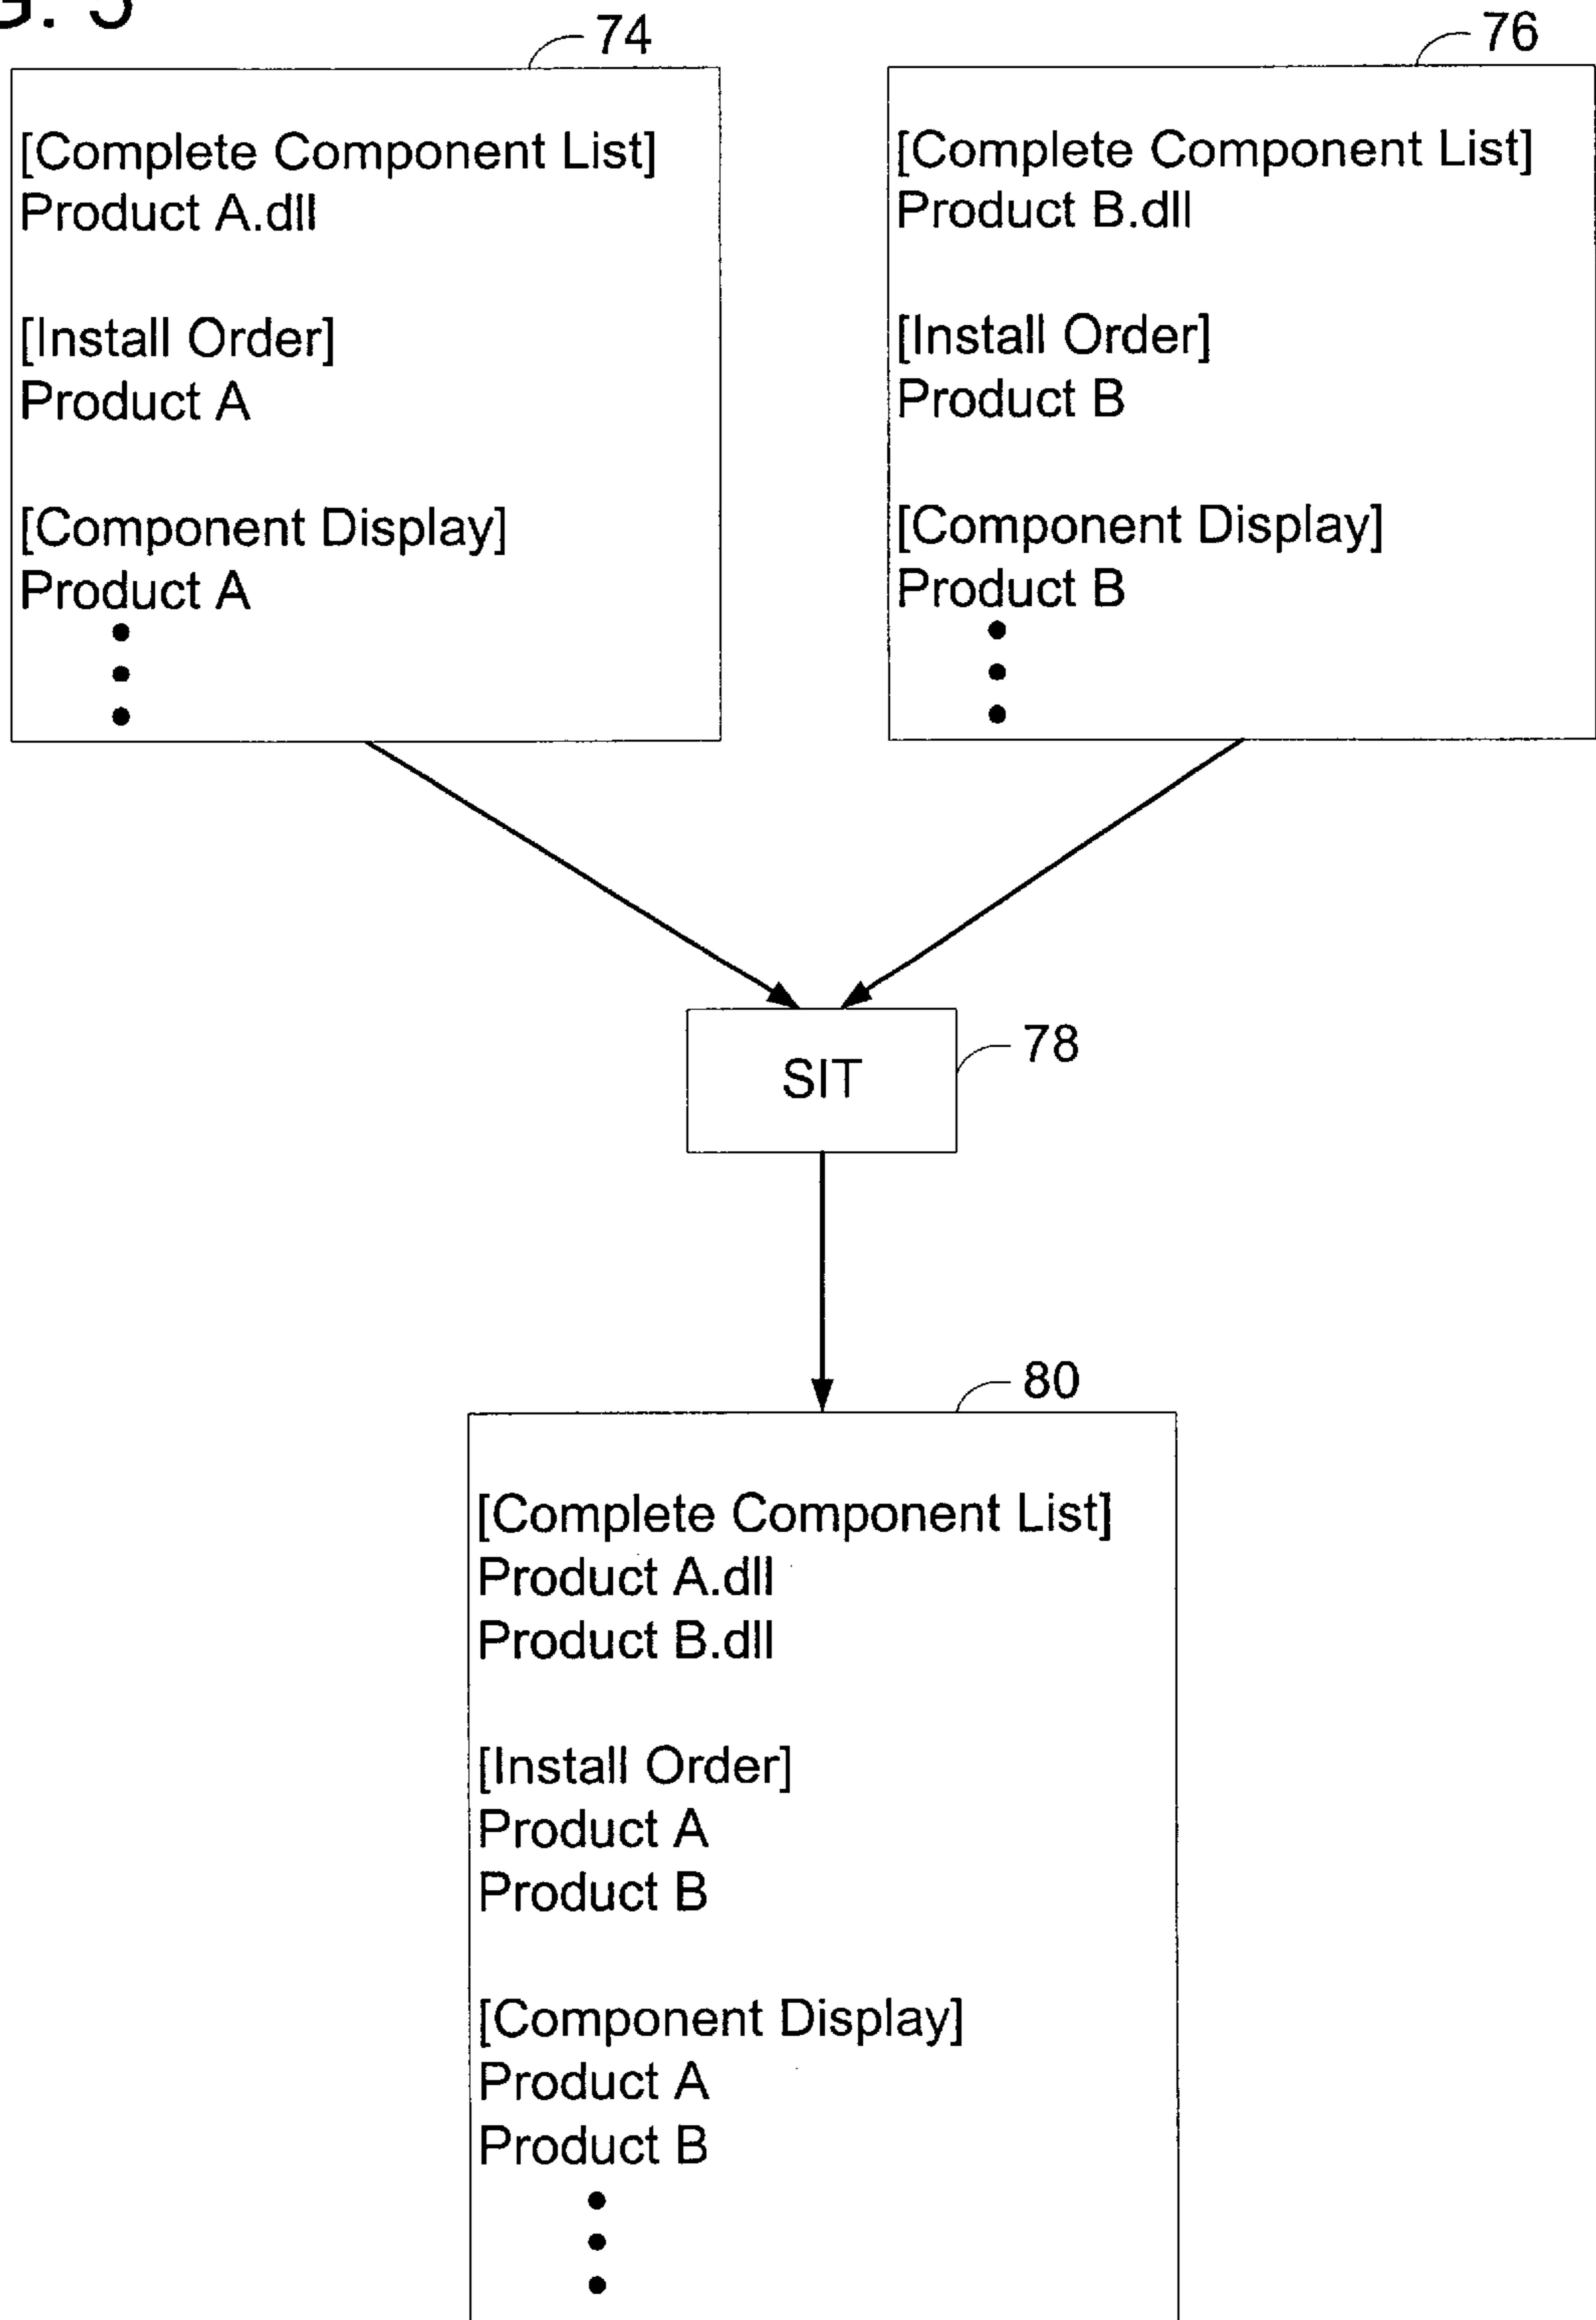 74
[Complete Component List]
Product A.dll
[Install Order]
Product A
[Component Display]
Product A
76
[Complete Component List]
Product B.dll
[Install Order]
Product B
[Component Display]
Product B
SIT
78
80
[Complete Component List]
Product A.dll
Product B.dll
[Install Order]
Product A
Product B
[Component Display]
Product A
Product B